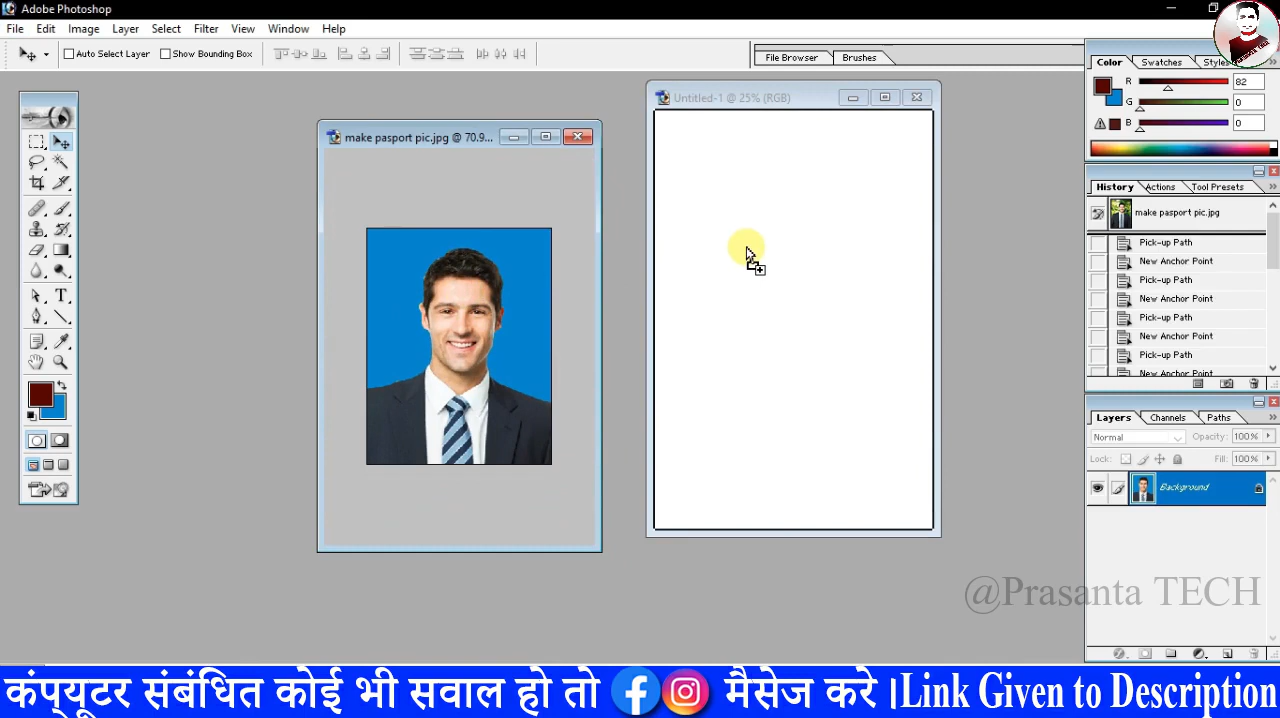 Adobe Photoshop
File Edit Image Layer Select Filter View Window Help
Auto Select Layer Show Bounding Box
File Browser Brushes
make pasport pic.jpg @ 70.9...
Untitled-1 @ 25% (RGB)
Color Swatches Styles
R 82
G 0
B 0
History Actions Tool Presets
make pasport pic.jpg
Pick-up Path
New Anchor Point
Pick-up Path
New Anchor Point
Pick-up Path
New Anchor Point
Pick-up Path
New Anchor Point
Layers Channels Paths
Normal Opacity: 100%
Lock: Fill: 100%
Background
@Prasanta TECH
कंप्यूटर संबंधित कोई भी सवाल हो तो मैसेज करे।Link Given to Description